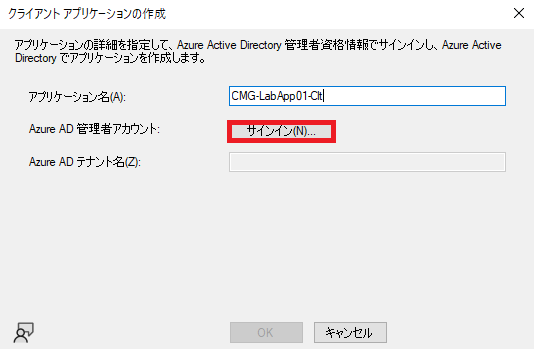 クライアント アプリケーションの作成
アプリケーションの詳細を指定して、Azure Active Directory 管理者資格情報でサインインし、Azure Active
Directory でアプリケーションを作成します。
アプリケーション名(A): CMG-LabApp01-Clt
Azure AD 管理者アカウント: サインイン(N)...
Azure AD テナント名(Z):
OK キャンセル